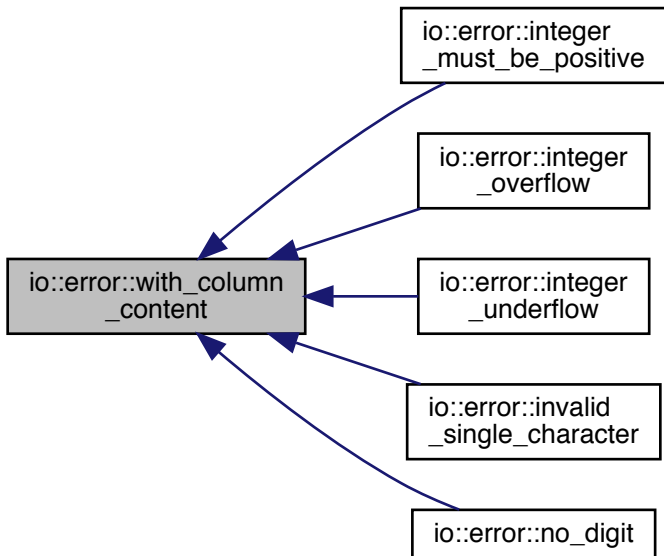 io::error::integer
_must_be_positive
io::error::integer
_overflow
io::error::with_column
_content
io::error::integer
_underflow
io::error::invalid
_single_character
io::error::no_digit